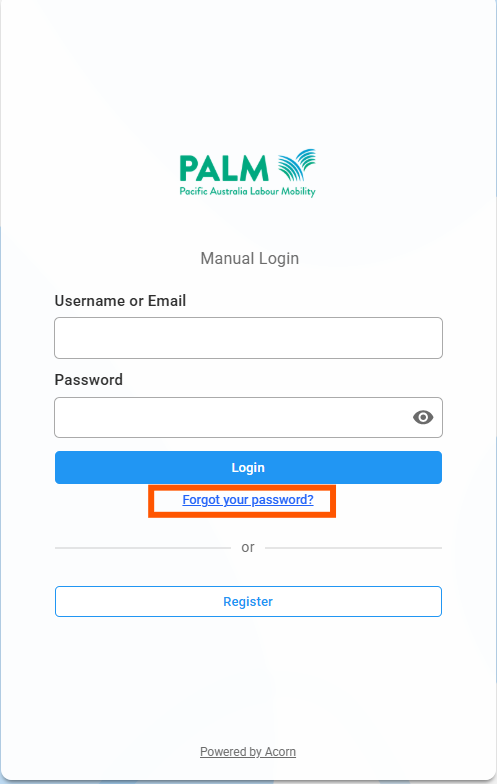 PALM
Pacific Australia Labour Mobility
Manual Login
Username or Email
Password
Login
Forgot your password?
or
Register
Powered by Acorn